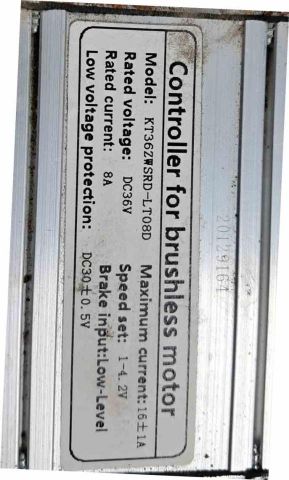 Controller for brushless motor
Model: KT36ZWSRD-LT08D Maximum current:16±1A
Rated voltage: DC36V Speed set: 1-4.2V
Rated current: 8A Brake input:Low-Level
Low voltage protection: DC30±0.5V
20129164